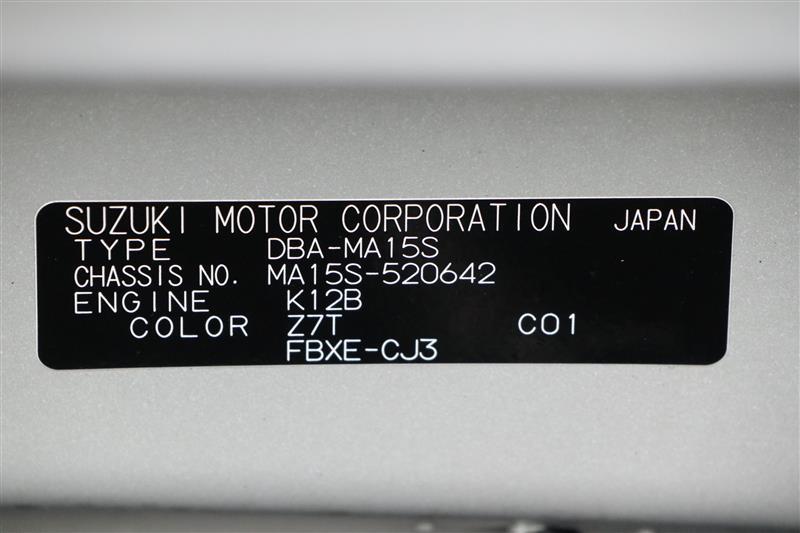 SUZUKI MOTOR CORPORATION JAPAN
TYPE DBA-MA15S
CHASSIS NO. MA15S-520642
ENGINE K12B
COLOR Z7T C01
FBXE-CJ3